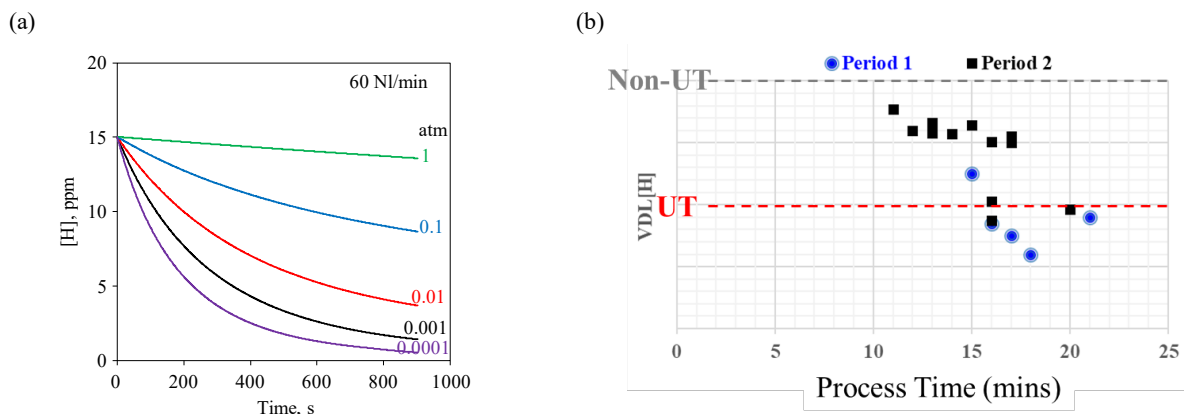 (a)
20
15
10
5
0
[H], ppm
60 Nl/min
atm
1
0.1
0.01
0.001
0.0001
0 200 400 600 800 1000
Time, s
(b)
Period 1 Period 2
Non-UT
UT
VDL[H]
0 5 10 15 20 25
Process Time (mins)